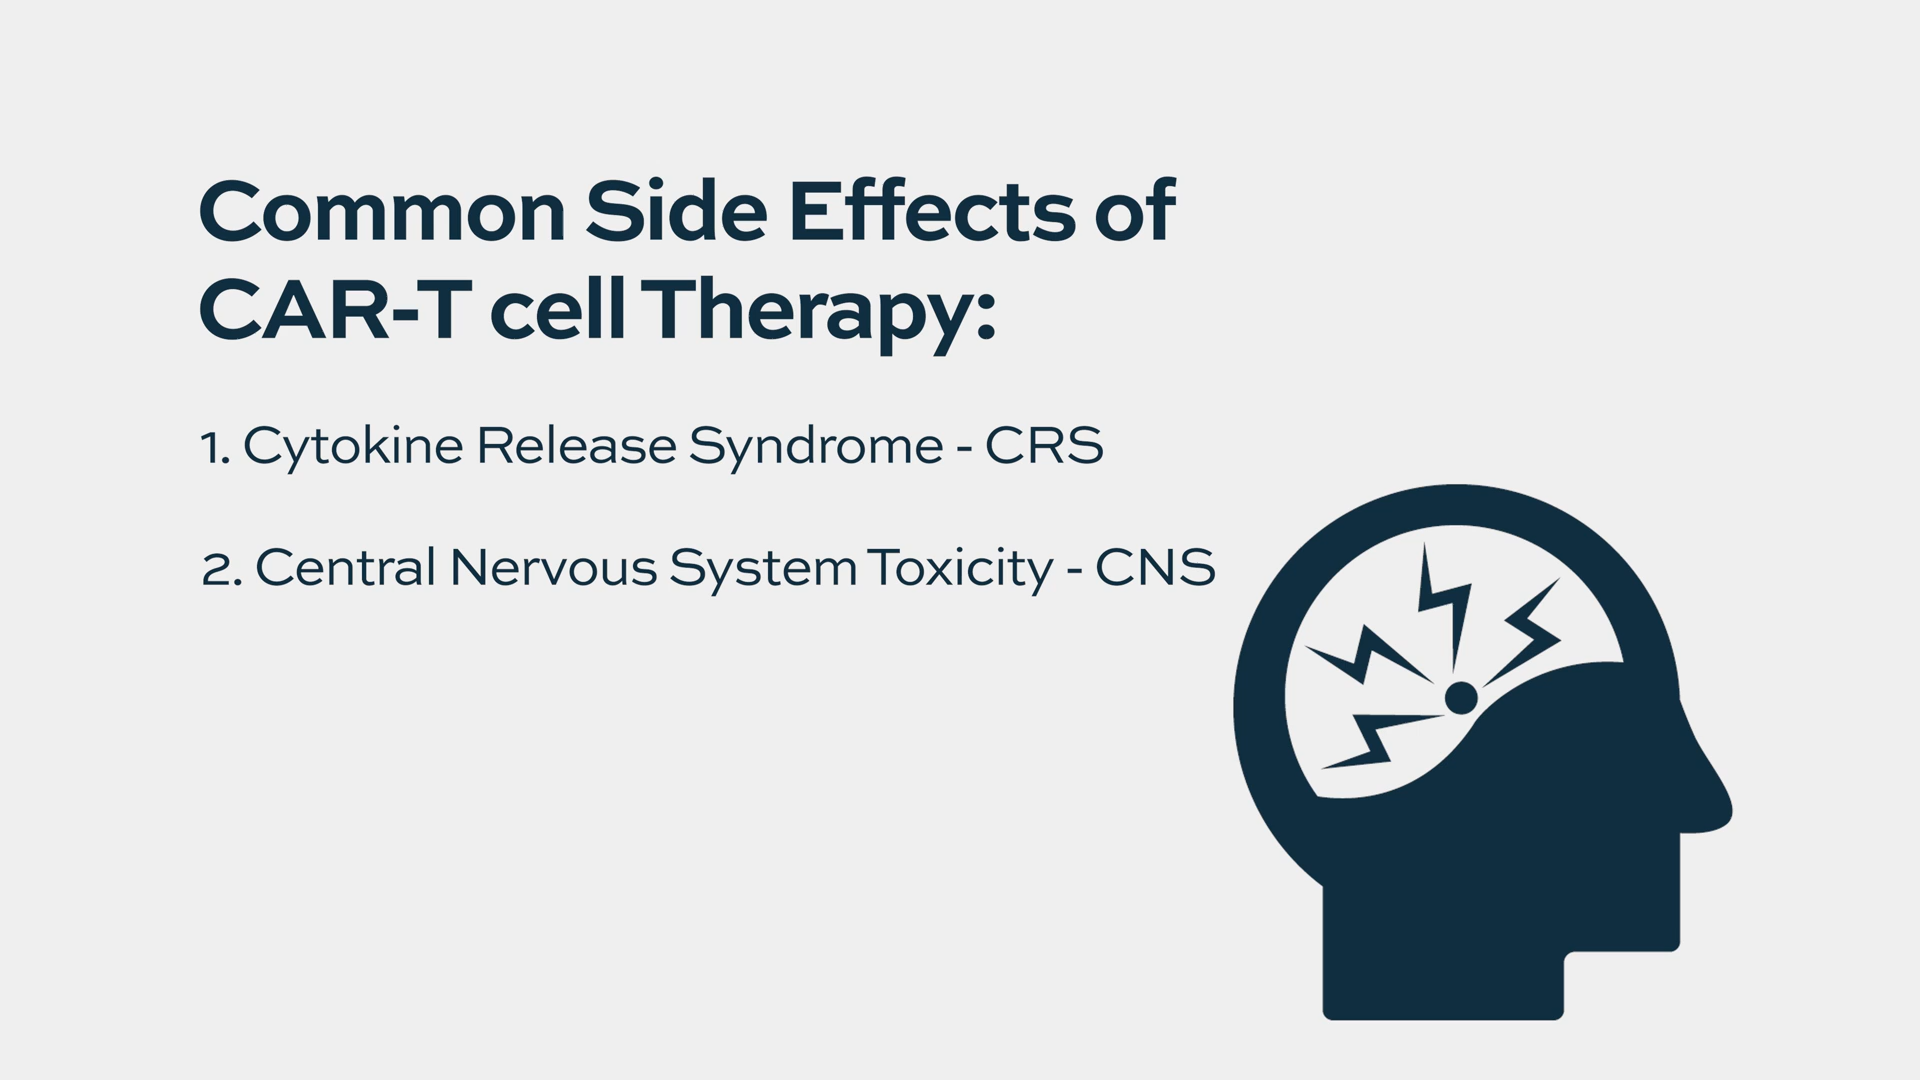 Common Side Effects of
CAR-T cell Therapy:
1. Cytokine Release Syndrome - CRS
2. Central Nervous System Toxicity - CNS